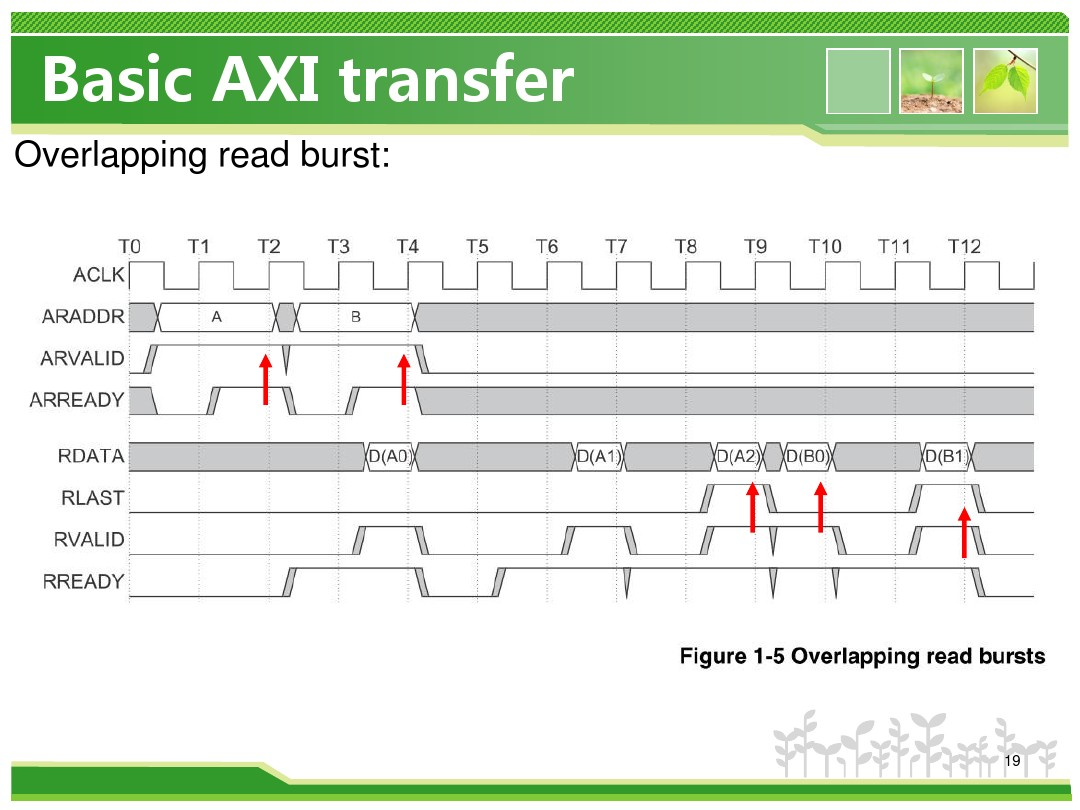 Basic AXI transfer
Overlapping read burst:
T0 T1 T2 T3 T4 T5 T6 T7 T8 T9 T10 T11 T12
ACLK
ARADDR A B
ARVALID
ARREADY
RDATA D(A0) D(A1) D(A2) D(B0) D(B1)
RLAST
RVALID
RREADY
Figure 1-5 Overlapping read bursts
19